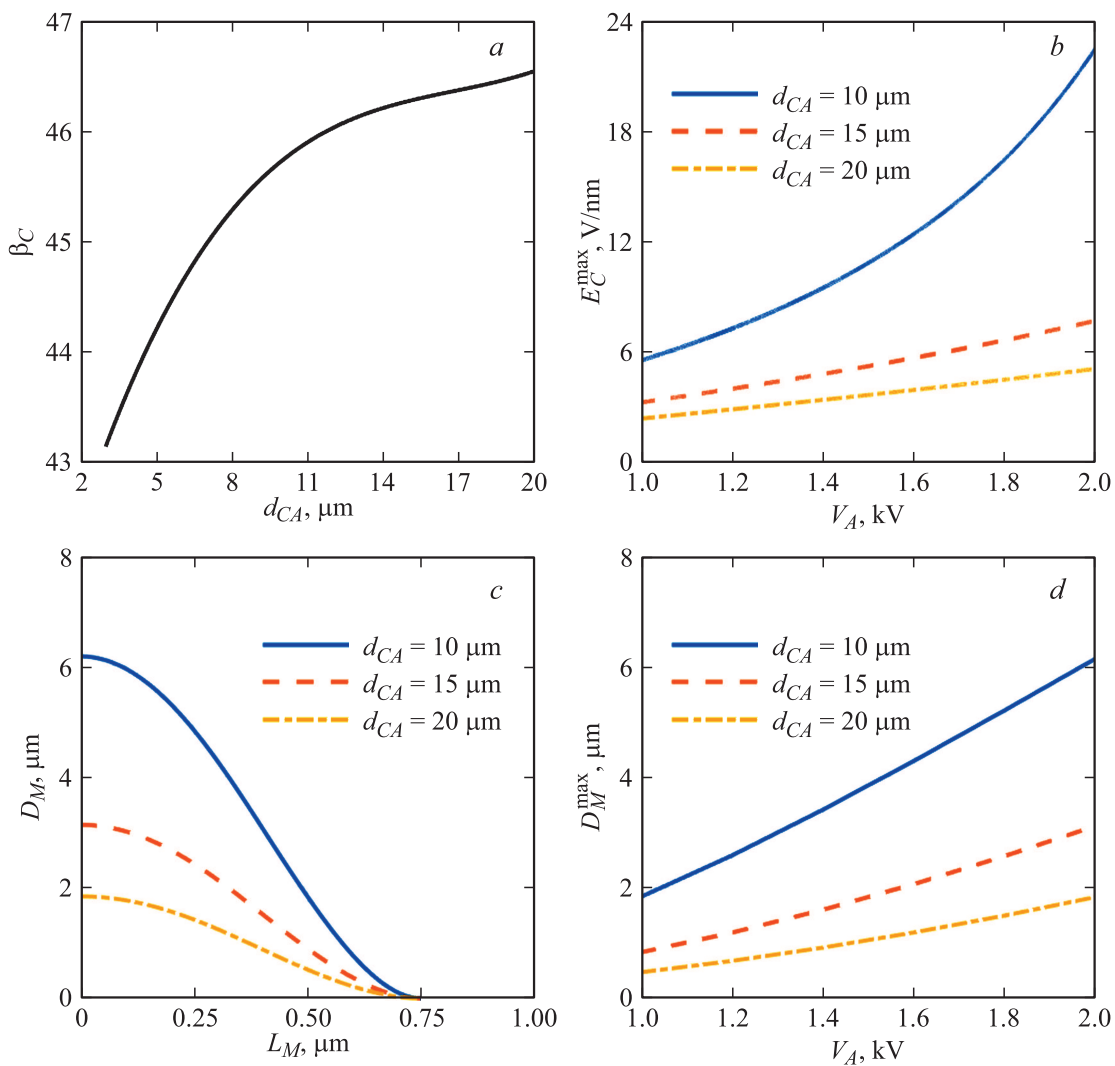 a
47
46
45
44
43
β_C
2 5 8 11 14 17 20
d_CA, μm
b
24
18
12
6
0
E_C^max, V/nm
d_CA = 10 μm
d_CA = 15 μm
d_CA = 20 μm
1.0 1.2 1.4 1.6 1.8 2.0
V_A, kV
c
8
6
4
2
0
D_M, μm
d_CA = 10 μm
d_CA = 15 μm
d_CA = 20 μm
0 0.25 0.50 0.75 1.00
L_M, μm
d
8
6
4
2
0
D_M^max, μm
d_CA = 10 μm
d_CA = 15 μm
d_CA = 20 μm
1.0 1.2 1.4 1.6 1.8 2.0
V_A, kV